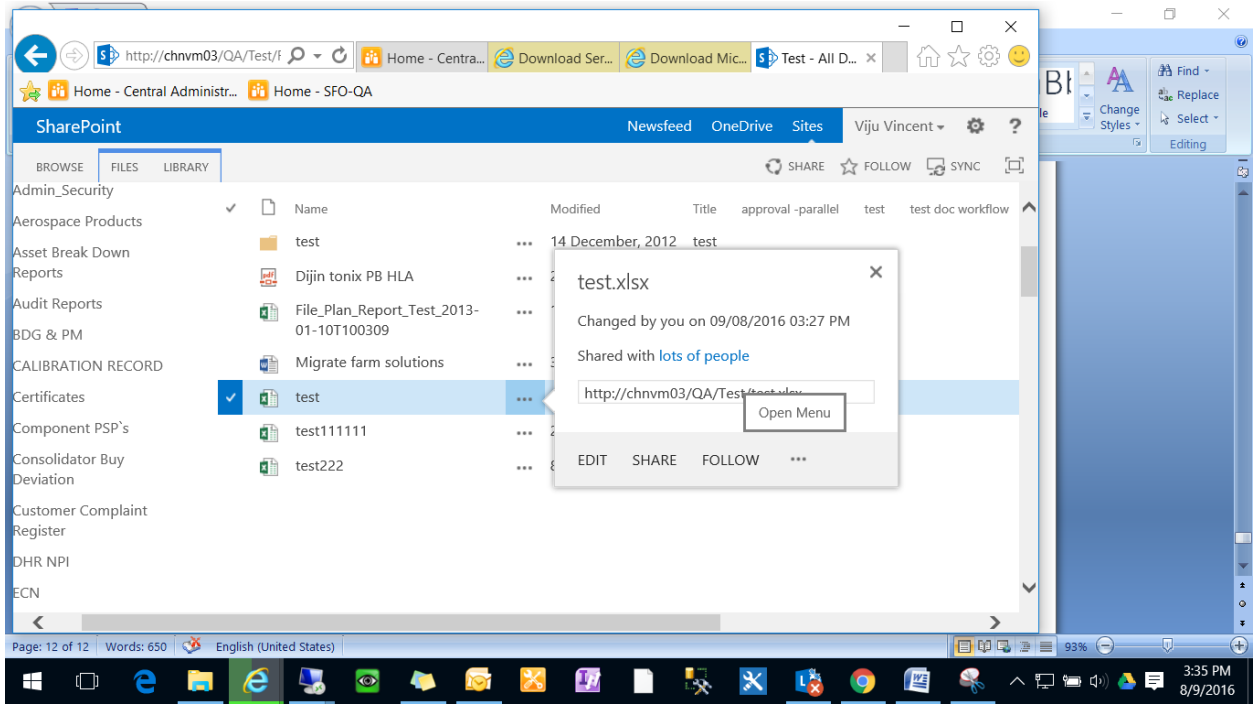 http://chnvm03/QA/Test/F
Home - Centra...
Download Ser...
Download Mic...
Test - All D...
Home - Central Administr...
Home - SFO-QA
SharePoint
Newsfeed OneDrive Sites Viju Vincent ?
BROWSE FILES LIBRARY
SHARE FOLLOW SYNC
Admin_Security
Aerospace Products
Asset Break Down
Reports
Audit Reports
BDG & PM
CALIBRATION RECORD
Certificates
Component PSP`s
Consolidator Buy
Deviation
Customer Complaint
Register
DHR NPI
ECN
Name Modified Title approval -parallel test test doc workflow
test ... 14 December, 2012 test
Dijin tonix PB HLA ... 2
File_Plan_Report_Test_2013-
01-10T100309
...
Migrate farm solutions ... 3
test ...
test111111 ... 2
test222 ... 8
test.xlsx
Changed by you on 09/08/2016 03:27 PM
Shared with lots of people
http://chnvm03/QA/Test/test.xlsx
Open Menu
EDIT SHARE FOLLOW ...
Find
Replace
Select
Change
Styles
Editing
Page: 12 of 12 Words: 650 English (United States) 93%
3:35 PM
8/9/2016